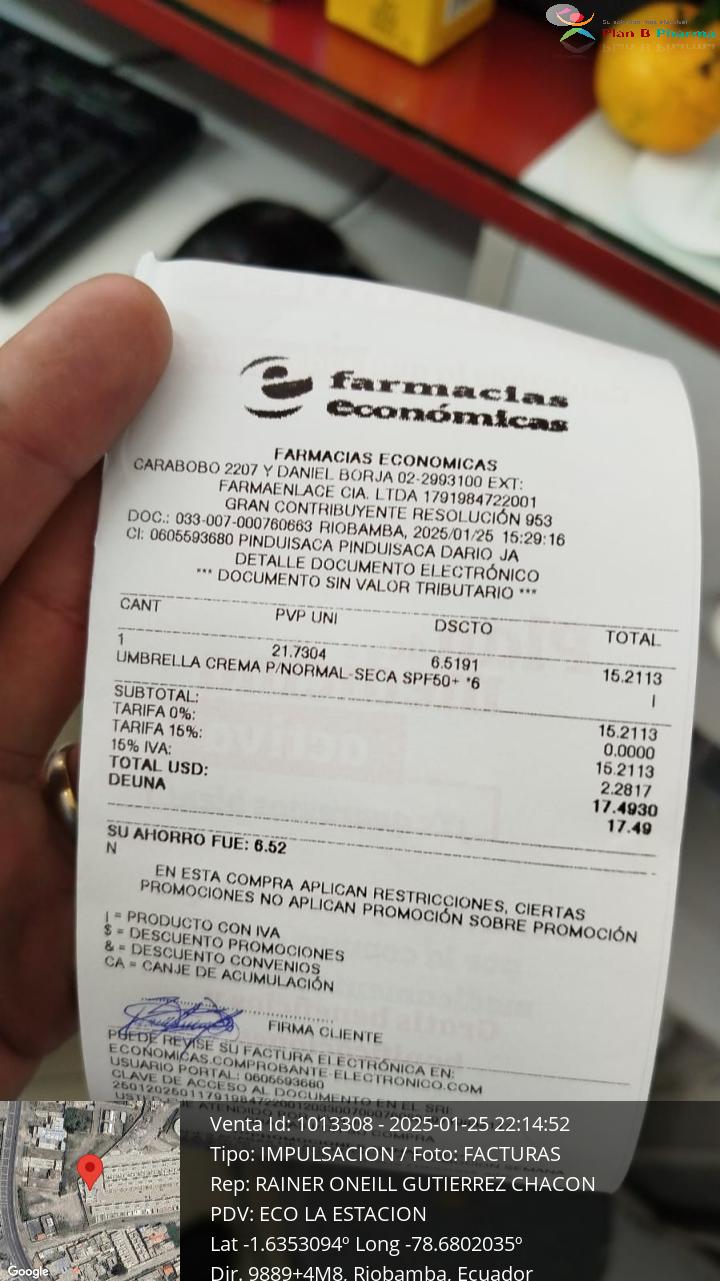 Su solución más efectiva!
Plan B Pharma
farmacias
económicas
FARMACIAS ECONOMICAS
CARABOBO 2207 Y DANIEL BORJA 02-2993100 EXT:
FARMAENLACE CIA. LTDA 1791984722001
GRAN CONTRIBUYENTE RESOLUCIÓN 953
DOC.: 033-007-000760663 RIOBAMBA, 2025/01/25 15:29:16
CI: 0605593680 PINDUISACA PINDUISACA DARIO JA
DETALLE DOCUMENTO ELECTRÓNICO
*** DOCUMENTO SIN VALOR TRIBUTARIO ***
CANT PVP UNI DSCTO TOTAL
1 21.7304 6.5191 15.2113
UMBRELLA CREMA P/NORMAL-SECA SPF50+ *6 I
SUBTOTAL: 15.2113
TARIFA 0%: 0.0000
TARIFA 15%: 15.2113
15% IVA: 2.2817
TOTAL USD: 17.4930
DEUNA 17.49
SU AHORRO FUE: 6.52
N
EN ESTA COMPRA APLICAN RESTRICCIONES, CIERTAS
PROMOCIONES NO APLICAN PROMOCIÓN SOBRE PROMOCIÓN
| = PRODUCTO CON IVA
$ = DESCUENTO PROMOCIONES
& = DESCUENTO CONVENIOS
CA = CANJE DE ACUMULACIÓN
FIRMA CLIENTE
PUEDE REVISE SU FACTURA ElECTRÓNICA EN:
ECONOMICAS.COMPROBANTE-ELECTRONICO.COM
USUARIO PORTAL: 0605593680
CLAVE DE ACCESO AL DOCUMENTO EN EL SRI:
Venta Id: 1013308 - 2025-01-25 22:14:52
Tipo: IMPULSACION / Foto: FACTURAS
Rep: RAINER ONEILL GUTIERREZ CHACON
PDV: ECO LA ESTACION
Lat -1.6353094º Long -78.6802035º
Dir. 9889+4M8, Riobamba, Ecuador
Google